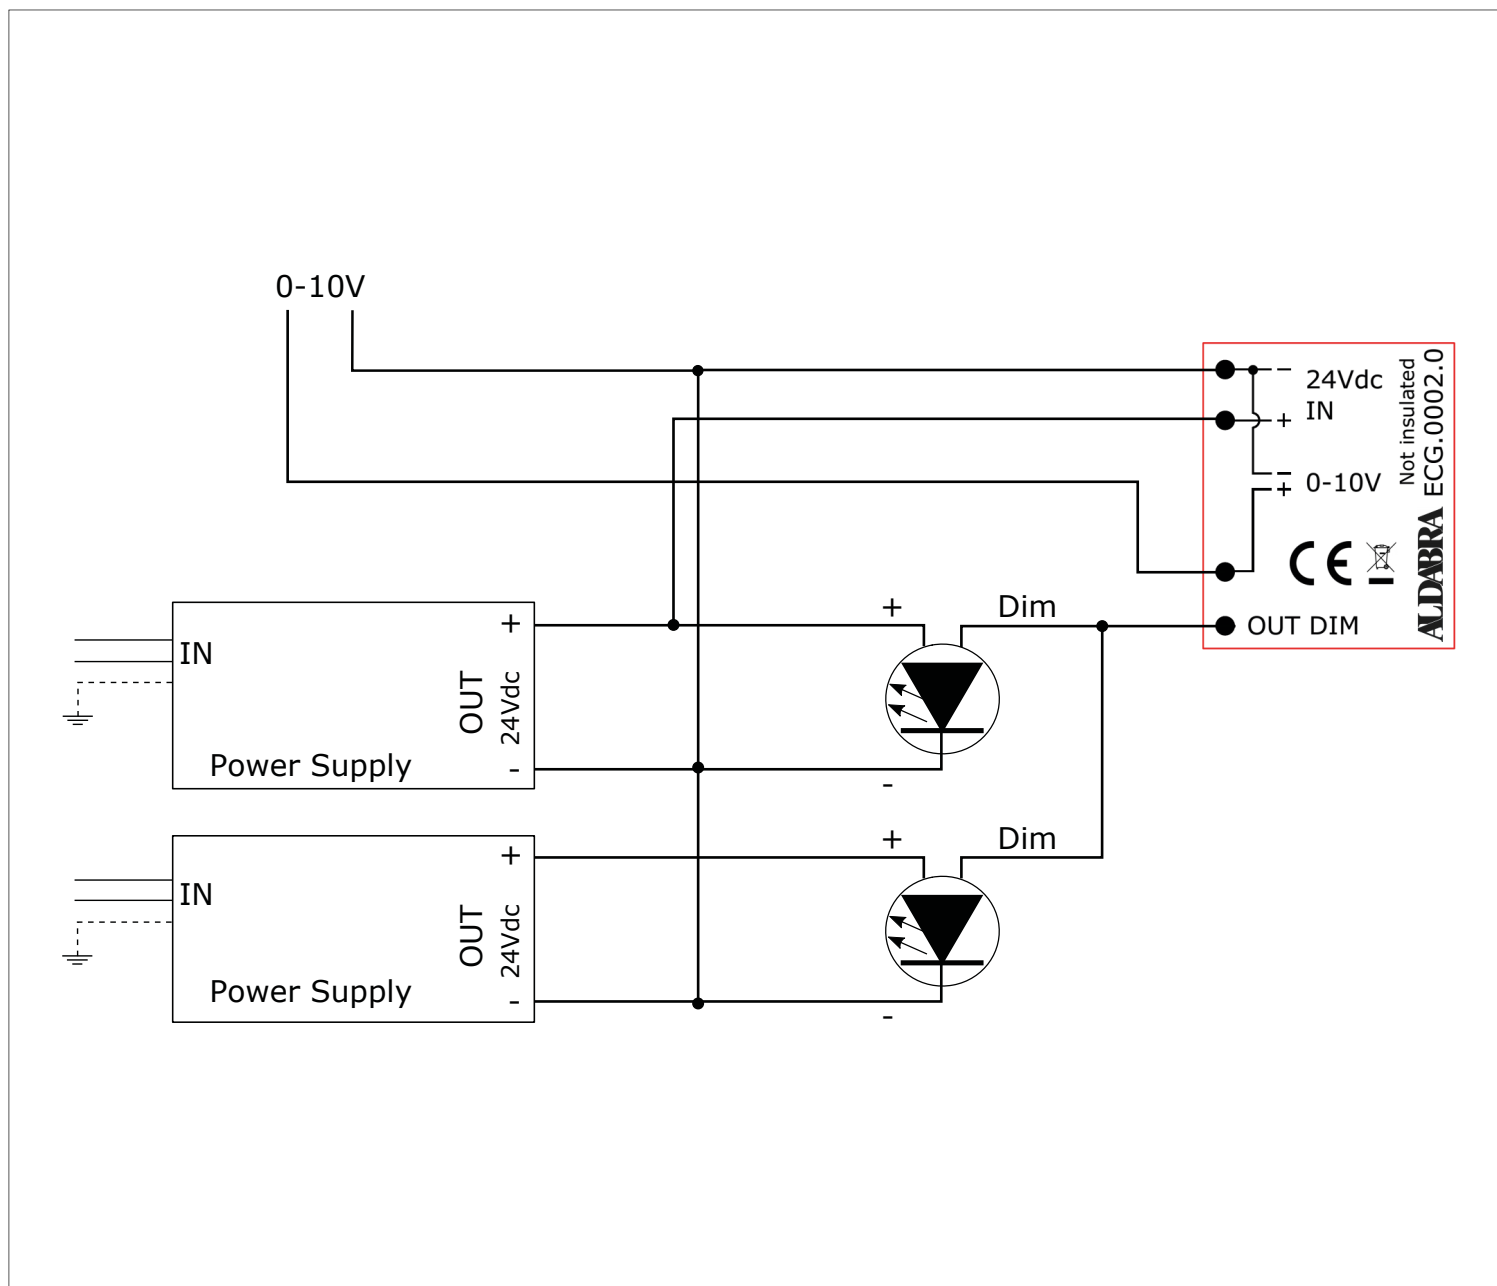 0-10V
-
24Vdc
IN
+
-
0-10V
+
Not insulated
ECG.0002.0
CE
ALDABRA
OUT DIM
+
IN
OUT
24Vdc
Power Supply
-
+
Dim
-
+
IN
OUT
24Vdc
Power Supply
-
+
Dim
-